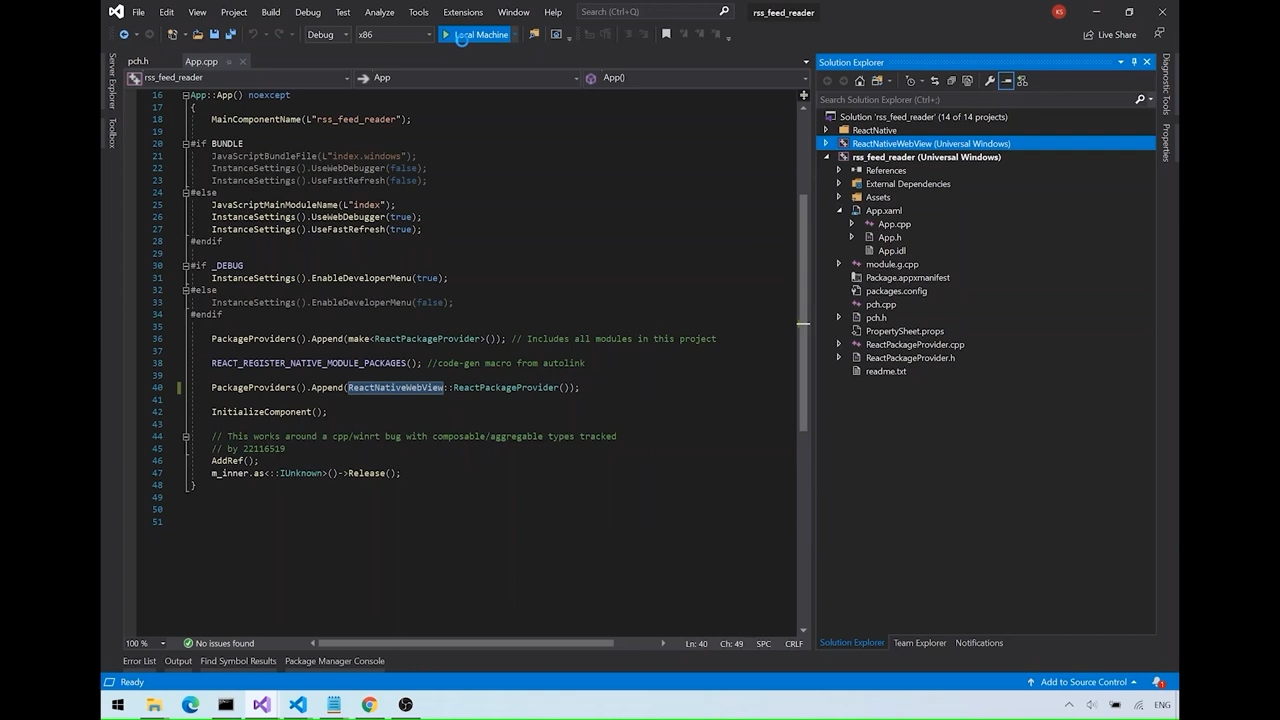 File Edit View Project Build Debug Test Analyze Tools Extensions Window Help Search (Ctrl+Q) rss_feed_reader KS
Debug x86 Local Machine Live Share
Server Explorer
Toolbox
pch.h App.cpp
rss_feed_reader App App()
16 App::App() noexcept
17 {
18 MainComponentName(L"rss_feed_reader");
19
20 #if BUNDLE
21 JavaScriptBundleFile(L"index.windows");
22 InstanceSettings().UseWebDebugger(false);
23 InstanceSettings().UseFastRefresh(false);
24 #else
25 JavaScriptMainModuleName(L"index");
26 InstanceSettings().UseWebDebugger(true);
27 InstanceSettings().UseFastRefresh(true);
28 #endif
29
30 #if _DEBUG
31 InstanceSettings().EnableDeveloperMenu(true);
32 #else
33 InstanceSettings().EnableDeveloperMenu(false);
34 #endif
35
36 PackageProviders().Append(make<ReactPackageProvider>()); // Includes all modules in this project
37
38 REACT_REGISTER_NATIVE_MODULE_PACKAGES(); //code-gen macro from autolink
39
40 PackageProviders().Append(ReactNativeWebView::ReactPackageProvider());
41
42 InitializeComponent();
43
44 // This works around a cpp/winrt bug with composable/aggregable types tracked
45 // by 22116519
46 AddRef();
47 m_inner.as<::IUnknown>()->Release();
48 }
49
50
51
100 % No issues found Ln: 40 Ch: 49 SPC CRLF
Error List Output Find Symbol Results Package Manager Console
Solution Explorer
Search Solution Explorer (Ctrl+;)
Solution 'rss_feed_reader' (14 of 14 projects)
ReactNative
ReactNativeWebView (Universal Windows)
rss_feed_reader (Universal Windows)
References
External Dependencies
Assets
App.xaml
App.cpp
App.h
App.idl
module.g.cpp
Package.appxmanifest
packages.config
pch.cpp
pch.h
PropertySheet.props
ReactPackageProvider.cpp
ReactPackageProvider.h
readme.txt
Solution Explorer Team Explorer Notifications
Diagnostic Tools
Properties
Ready Add to Source Control 1
ENG